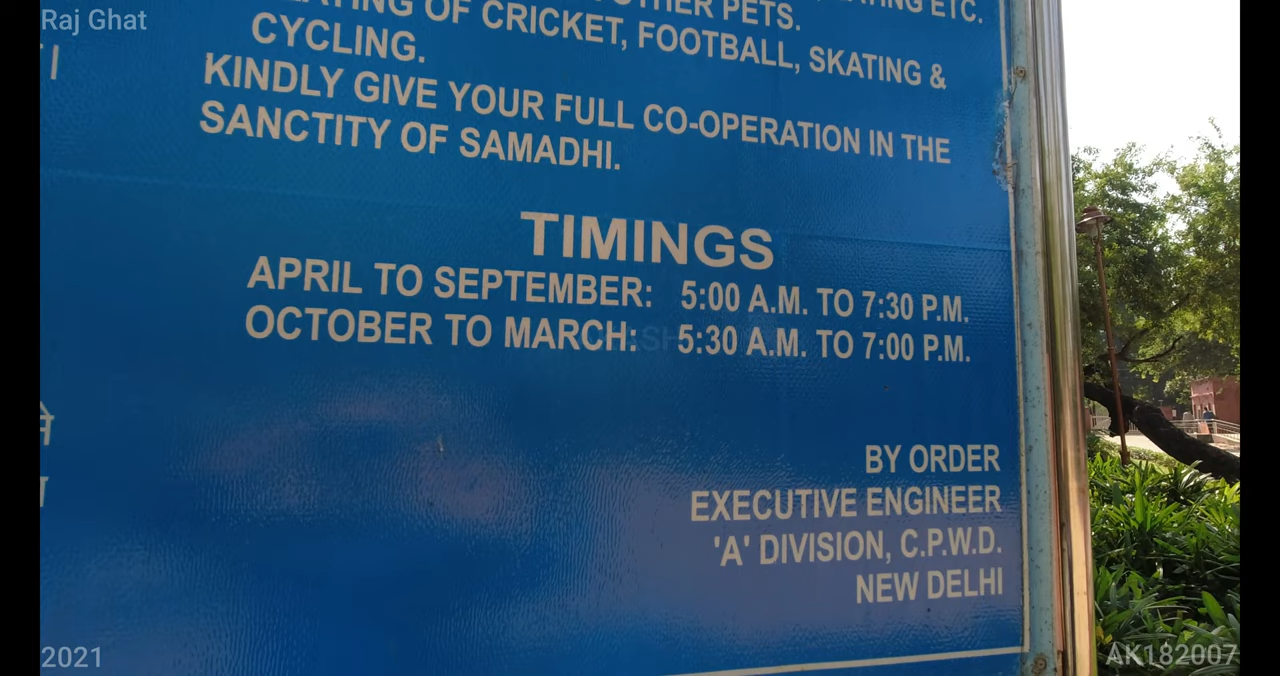 Raj Ghat
OTHER PETS.
OF CRICKET, FOOTBALL, SKATING &
CYCLING.
KINDLY GIVE YOUR FULL CO-OPERATION IN THE
SANCTITY OF SAMADHI.
TIMINGS
APRIL TO SEPTEMBER: 5:00 A.M. TO 7:30 P.M.
OCTOBER TO MARCH: 5:30 A.M. TO 7:00 P.M.
BY ORDER
EXECUTIVE ENGINEER
'A' DIVISION, C.P.W.D.
NEW DELHI
2021
AK182007